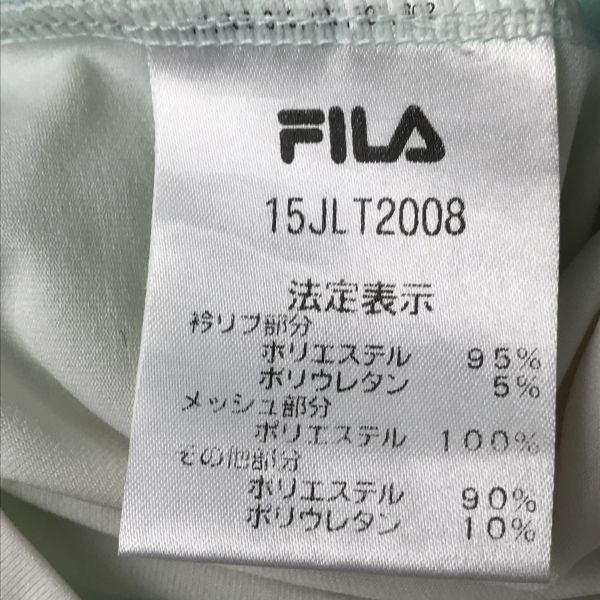 FILA
15JLT2008
法定表示
衿リブ部分
ポリエステル 95%
ポリウレタン 5%
メッシュ部分
ポリエステル 100%
その他部分
ポリエステル 90%
ポリウレタン 10%